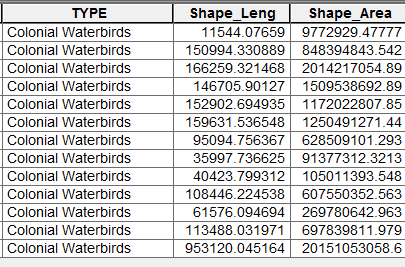 TYPE Shape_Leng Shape_Area
Colonial Waterbirds 11544.07659 9772929.47777
Colonial Waterbirds 150994.330889 848394843.542
Colonial Waterbirds 166259.321468 2014217054.89
Colonial Waterbirds 146705.90127 1509538692.89
Colonial Waterbirds 152902.694935 1172022807.85
Colonial Waterbirds 159631.536548 1250491271.44
Colonial Waterbirds 95094.756367 628509101.293
Colonial Waterbirds 35997.736625 91377312.3213
Colonial Waterbirds 40423.799312 105011393.548
Colonial Waterbirds 108446.224538 607550352.563
Colonial Waterbirds 61576.094694 269780642.963
Colonial Waterbirds 113488.031971 697839811.979
Colonial Waterbirds 953120.045164 20151053058.6